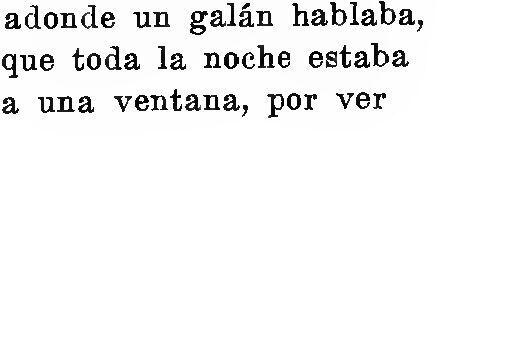 adonde un galán hablaba,
que toda la noche estaba
a una ventana, por ver